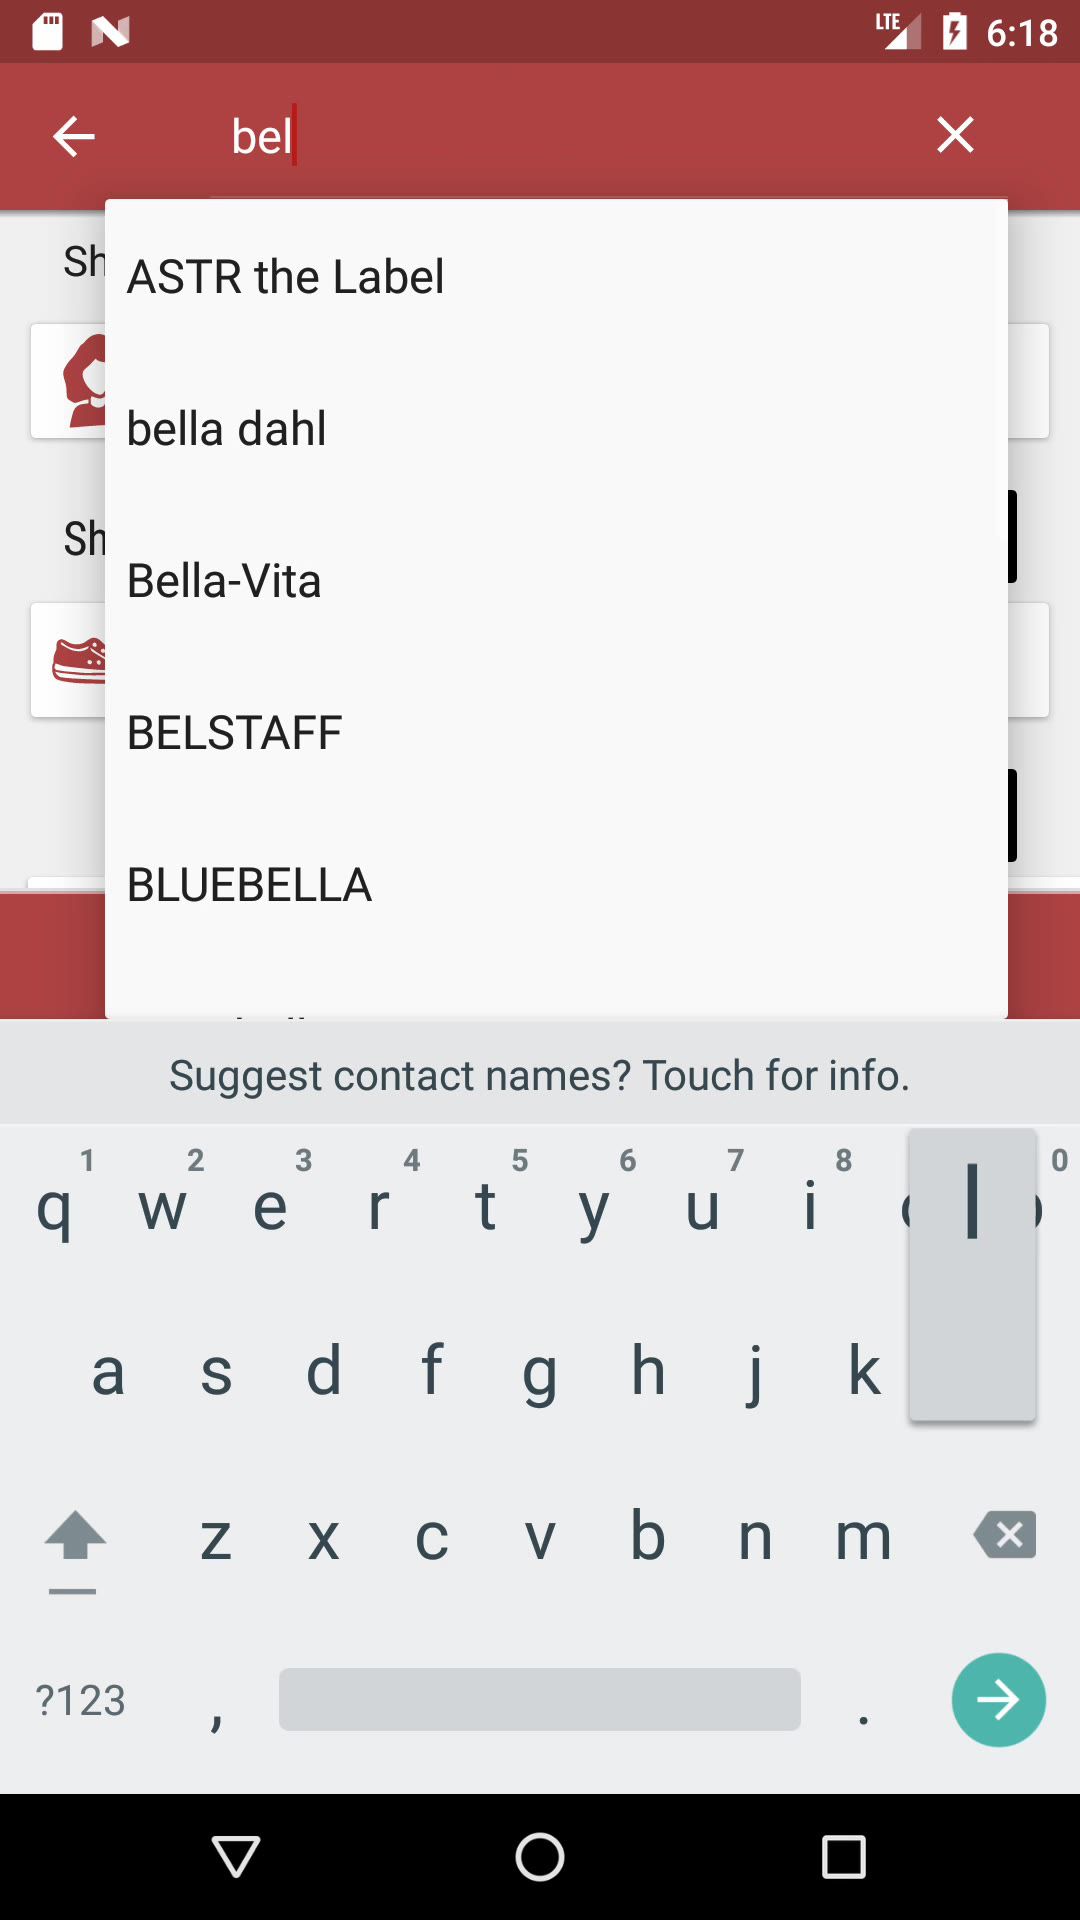 LTE 6:18
bel
Sh
ASTR the Label
bella dahl
Bella-Vita
Sh
BELSTAFF
BLUEBELLA
Suggest contact names? Touch for info.
1 2 3 4 5 6 7 8 0
q w e r t y u i l
a s d f g h j k
z x c v b n m
?123 , .